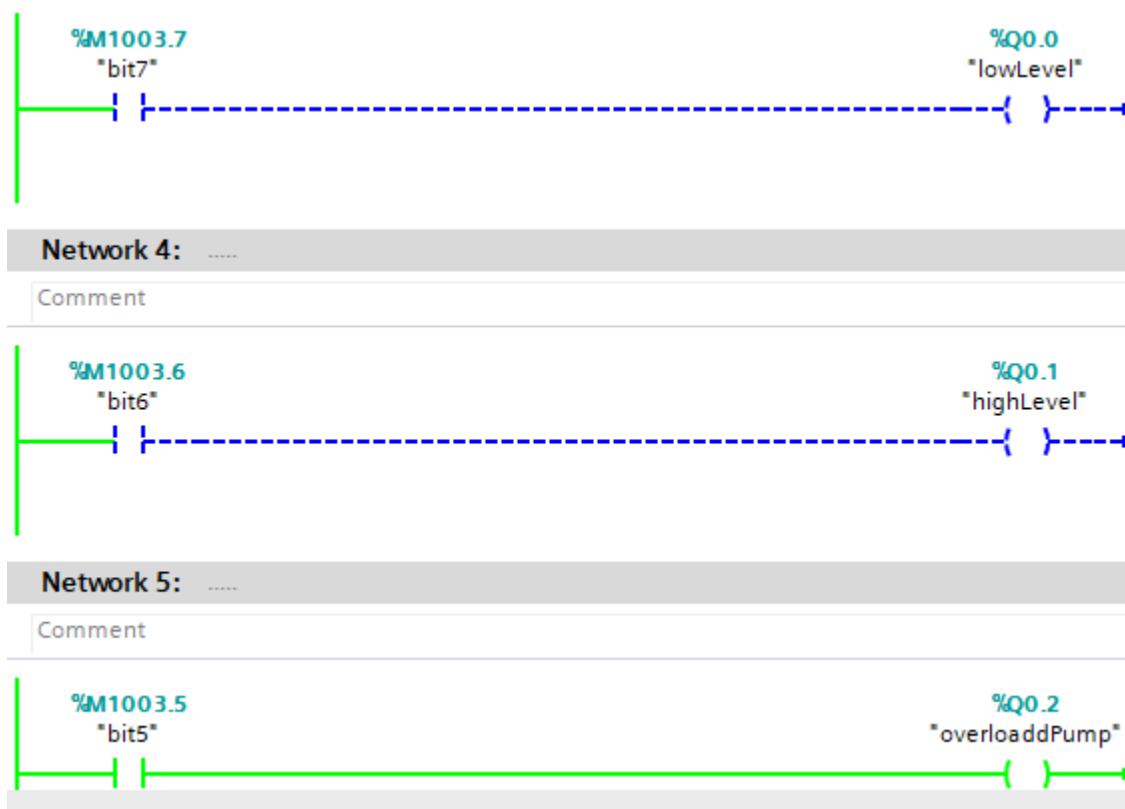 %M1003.7 %Q0.0
"bit7" "lowLevel"
Network 4: .....
Comment
%M1003.6 %Q0.1
"bit6" "highLevel"
Network 5: .....
Comment
%M1003.5 %Q0.2
"bit5" "overloaddPump"